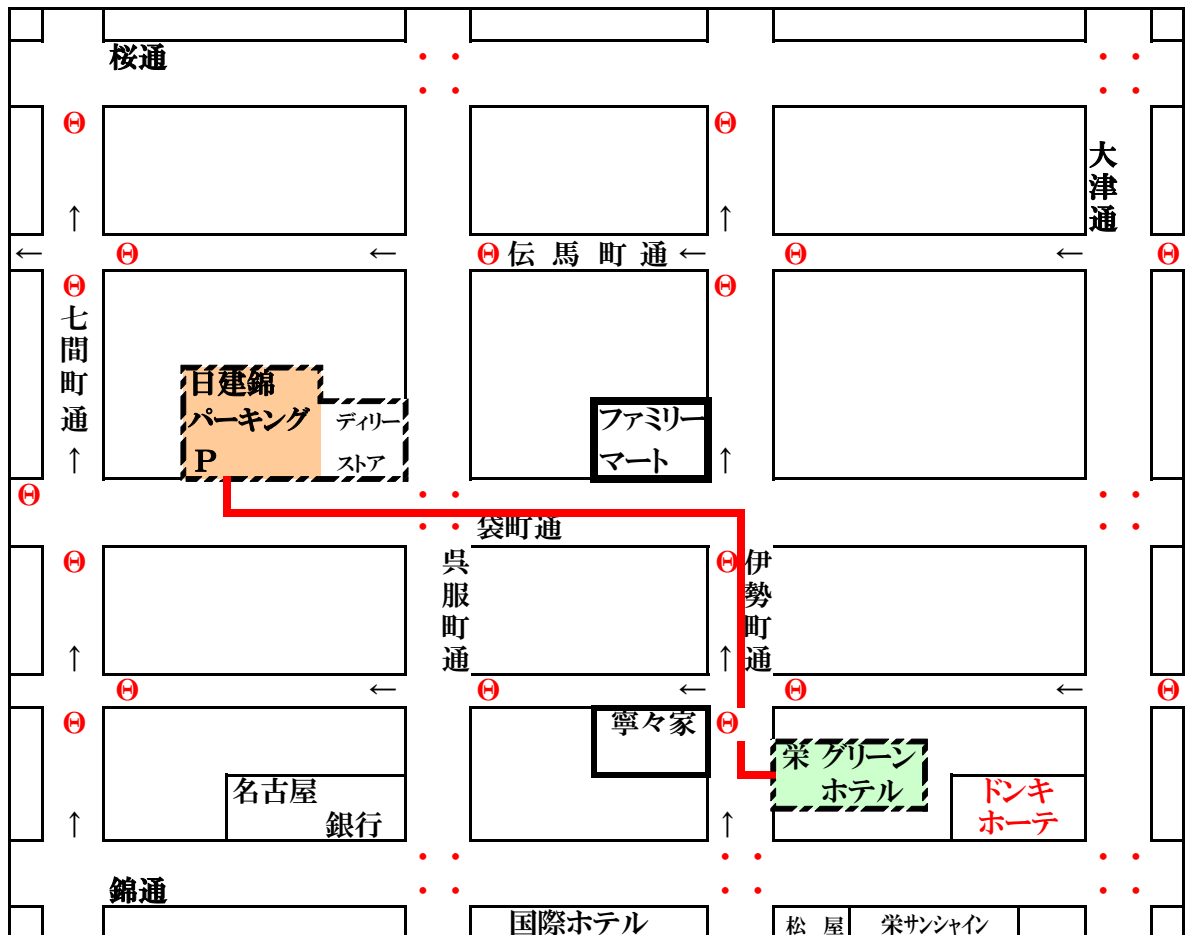 桜通
大津通
伝馬町通
七間町通
日建錦
パーキング
P
ディリー
ストア
ファミリー
マート
袋町通
呉服町通
伊勢町通
寧々家
栄 グリーン
ホテル
名古屋
銀行
ドンキ
ホーテ
錦通
国際ホテル
松 屋
栄サンシャイン